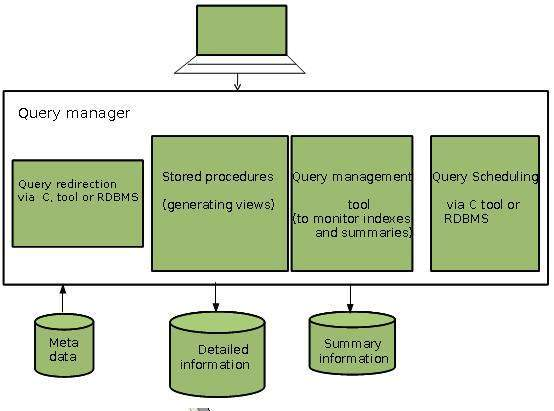 Query manager
Query redirection
via C, tool or RDBMS
Stored procedures
(generating views)
Query management
tool
(to monitor indexes
and summaries)
Query Scheduling
via C tool or
RDBMS
Meta
data
Detailed
information
Summary
information